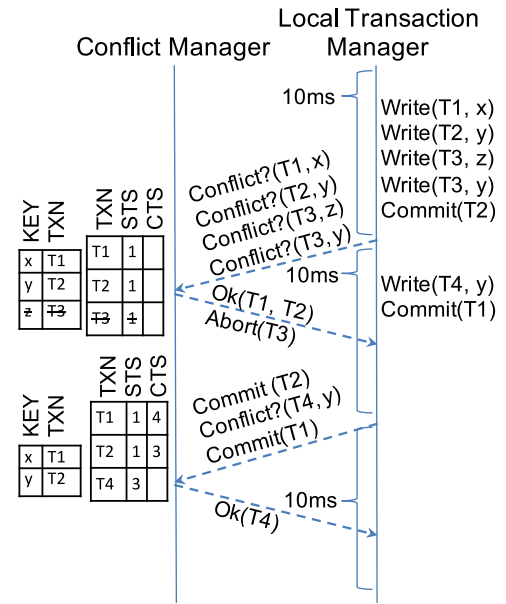 Conflict Manager
Local Transaction
Manager
10ms
Write(T1, x)
Write(T2, y)
Write(T3, z)
Write(T3, y)
Commit(T2)
Conflict?(T1,x)
Conflict?(T2,y)
Conflict?(T3,z)
Conflict?(T3,y)
KEY TXN
x T1
y T2
z T3
TXN STS CTS
T1 1
T2 1
T3 1
10ms
Write(T4, y)
Commit(T1)
Ok(T1, T2)
Abort(T3)
Commit (T2)
Conflict?(T4,y)
Commit(T1)
KEY TXN
x T1
y T2
TXN STS CTS
T1 1 4
T2 1 3
T4 3
10ms
Ok(T4)